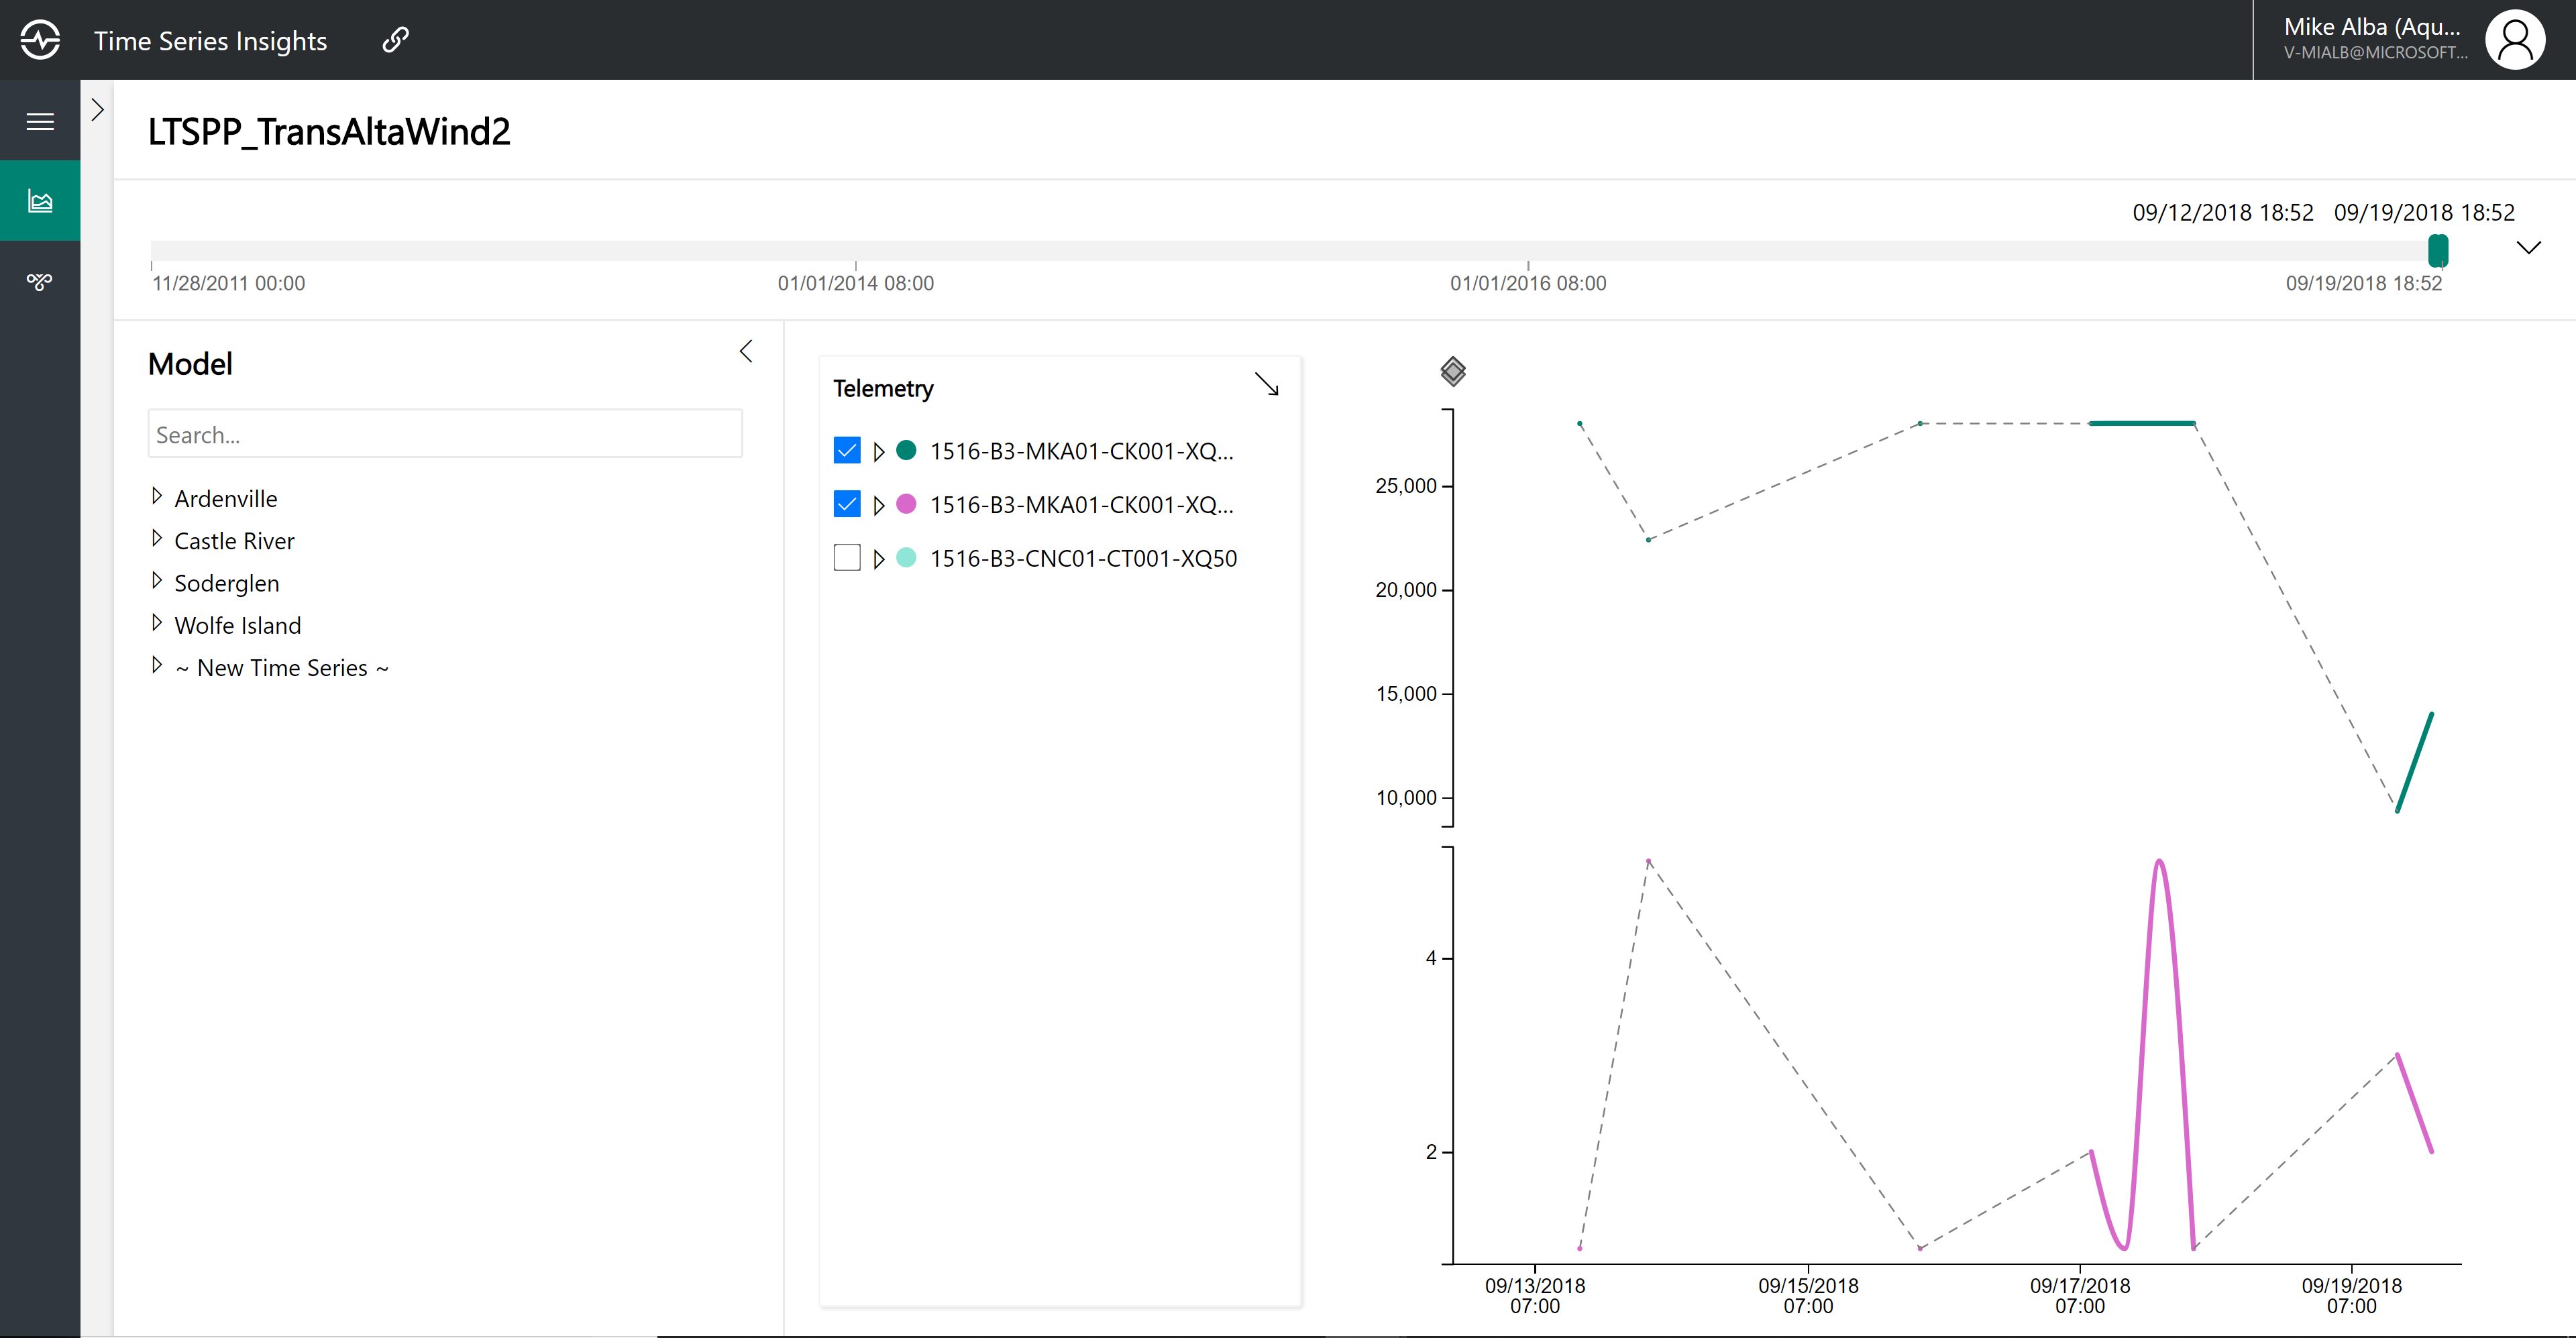 Time Series Insights
Mike Alba (Aqu...
V-MIALB@MICROSOFT...
LTSPP_TransAltaWind2
09/12/2018 18:52 09/19/2018 18:52
11/28/2011 00:00
01/01/2014 08:00
01/01/2016 08:00
09/19/2018 18:52
Model
Search...
Ardenville
Castle River
Soderglen
Wolfe Island
~ New Time Series ~
Telemetry
1516-B3-MKA01-CK001-XQ...
1516-B3-MKA01-CK001-XQ...
1516-B3-CNC01-CT001-XQ50
25,000
20,000
15,000
10,000
4
2
09/13/2018
07:00
09/15/2018
07:00
09/17/2018
07:00
09/19/2018
07:00